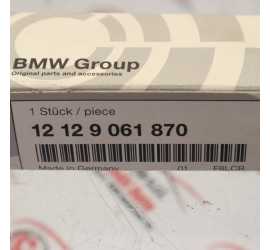 BMW Group
Original parts and accessories
1 Stück / piece
12 12 9 061 870
Made in Germany 01